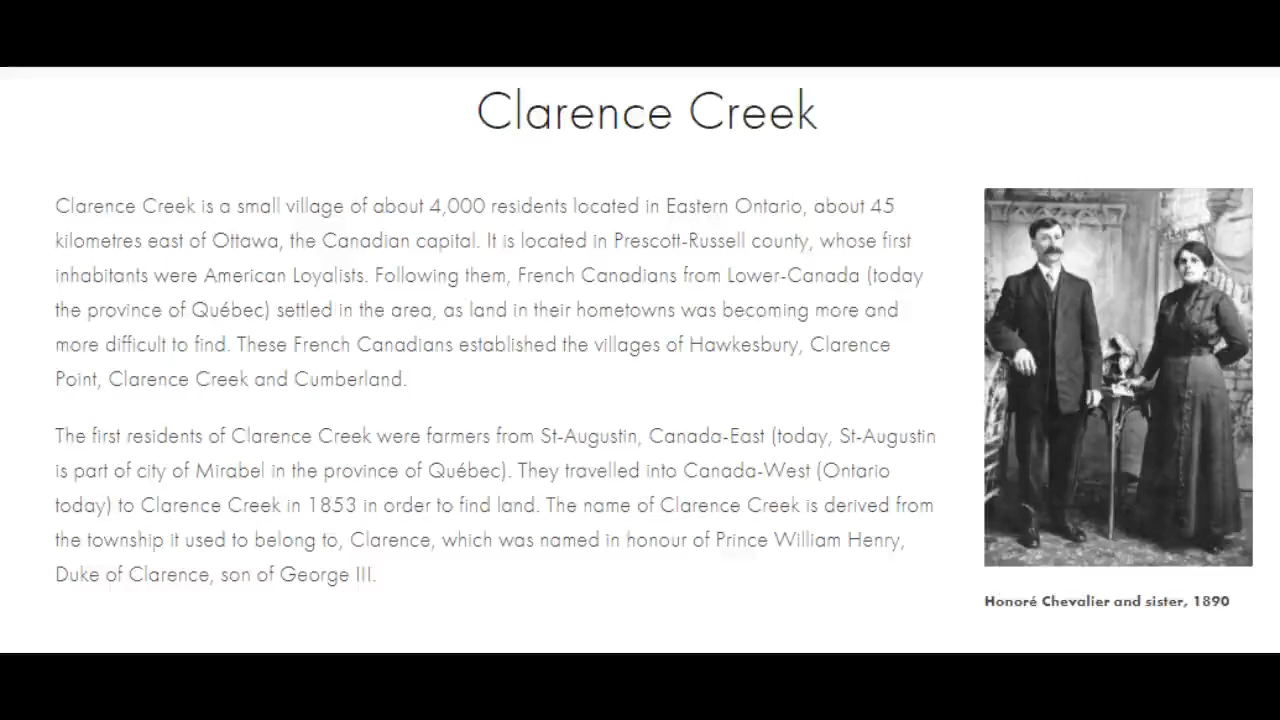 Clarence Creek
Clarence Creek is a small village of about 4,000 residents located in Eastern Ontario, about 45
kilometres east of Ottawa, the Canadian capital. It is located in Prescott-Russell county, whose first
inhabitants were American Loyalists. Following them, French Canadians from Lower-Canada (today
the province of Québec) settled in the area, as land in their hometowns was becoming more and
more difficult to find. These French Canadians established the villages of Hawkesbury, Clarence
Point, Clarence Creek and Cumberland.
The first residents of Clarence Creek were farmers from St-Augustin, Canada-East (today, St-Augustin
is part of city of Mirabel in the province of Québec). They travelled into Canada-West (Ontario
today) to Clarence Creek in 1853 in order to find land. The name of Clarence Creek is derived from
the township it used to belong to, Clarence, which was named in honour of Prince William Henry,
Duke of Clarence, son of George III.
Honoré Chevalier and sister, 1890